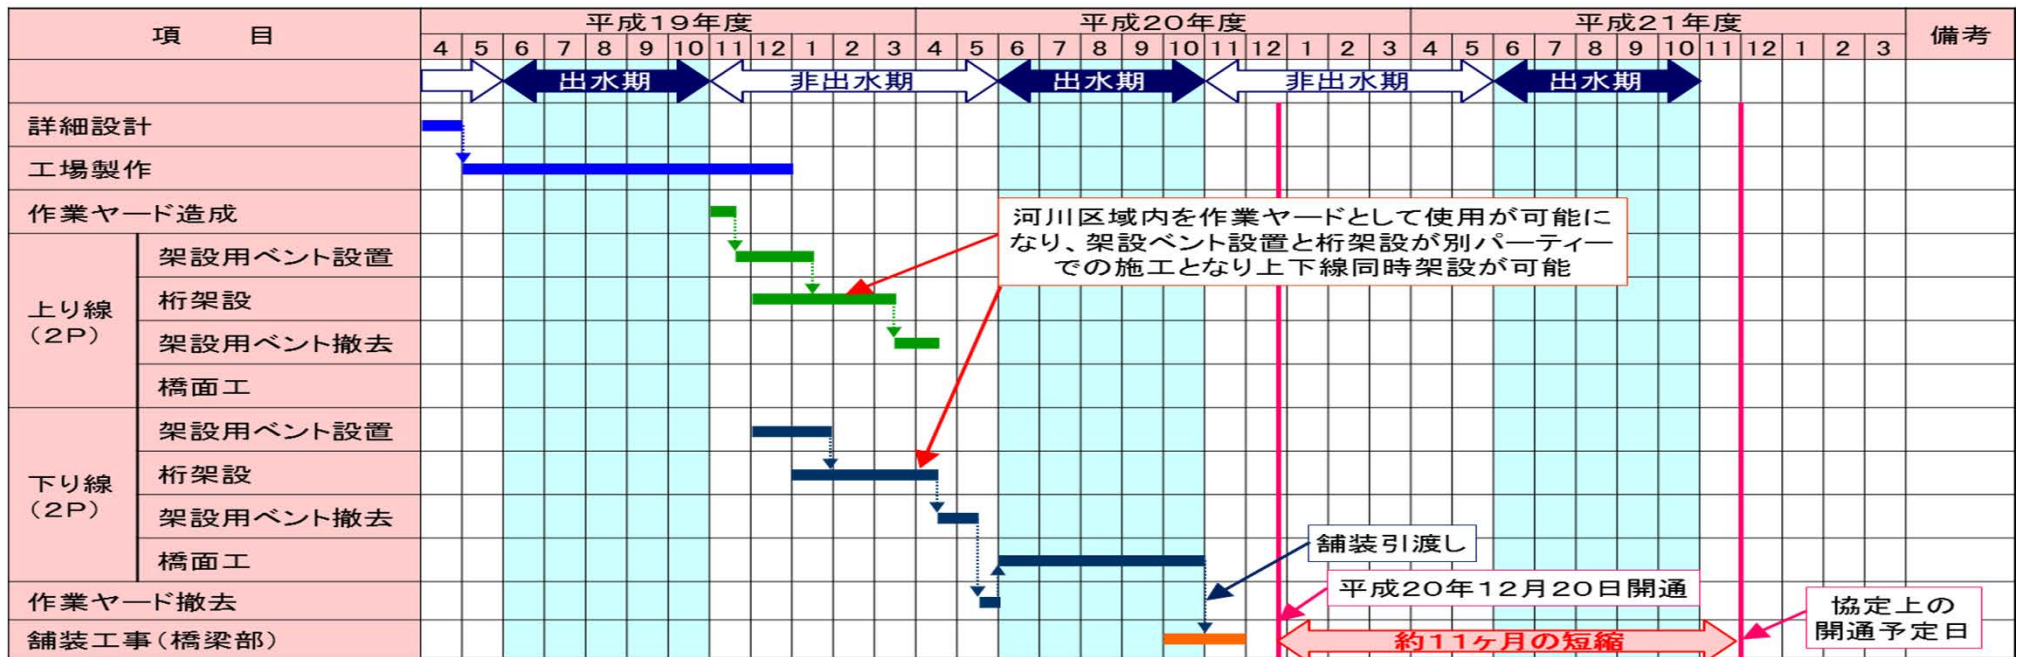 項　目 平成19年度 平成20年度 平成21年度 備考
4 5 6 7 8 9 10 11 12 1 2 3 4 5 6 7 8 9 10 11 12 1 2 3 4 5 6 7 8 9 10 11 12 1 2 3
出水期 非出水期 出水期 非出水期 出水期
詳細設計
工場製作
作業ヤード造成
河川区域内を作業ヤードとして使用が可能に
なり、架設ベント設置と桁架設が別パーティー
での施工となり上下線同時架設が可能
上り線
(2P)
架設用ベント設置
桁架設
架設用ベント撤去
橋面工
下り線
(2P)
架設用ベント設置
桁架設
架設用ベント撤去
橋面工
舗装引渡し
作業ヤード撤去
平成20年12月20日開通
協定上の
開通予定日
舗装工事(橋梁部)
約11ヶ月の短縮